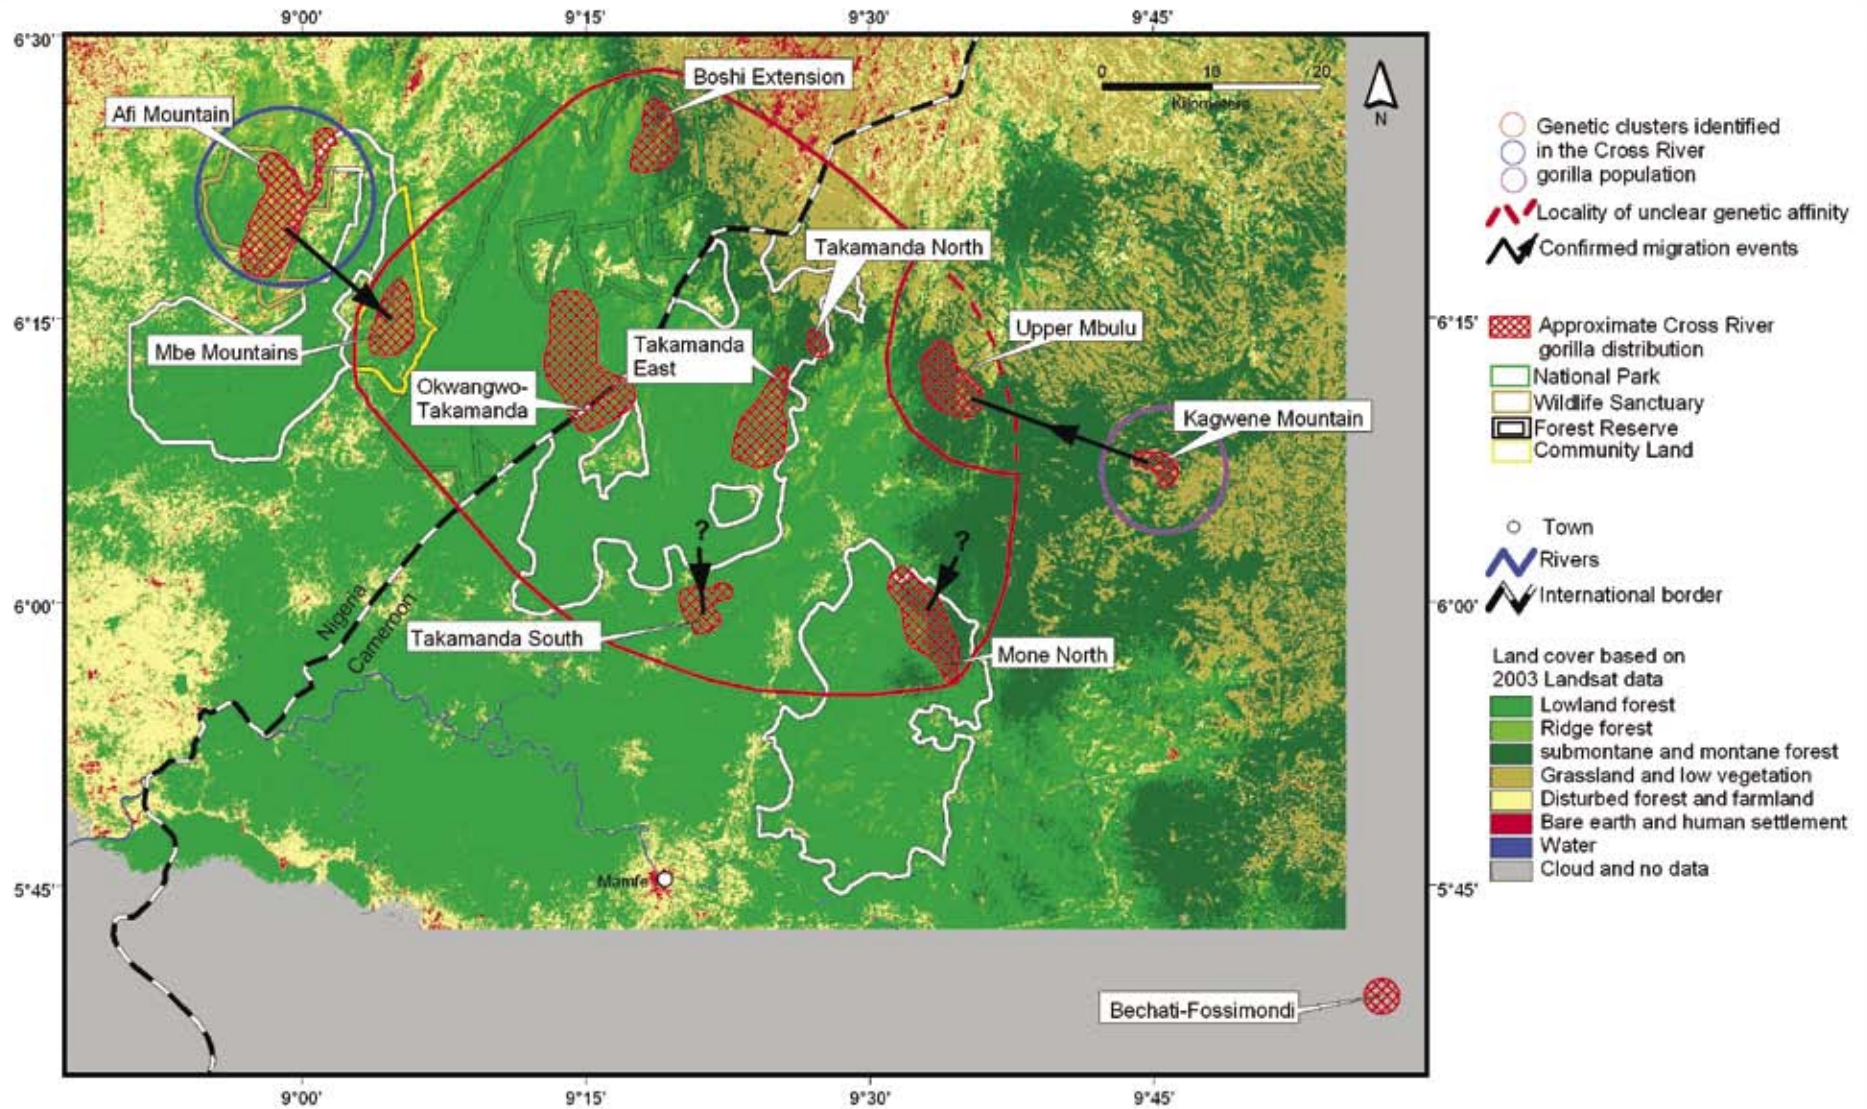 9°00'
9°15'
9°30'
9°45'
6°30'
Boshi Extension
0 10 20
Kilometers
N
Afi Mountain
Takamanda North
6°15'
6°15'
Upper Mbulu
Mbe Mountains
Takamanda
East
Okwangwo-
Takamanda
Kagwene Mountain
?
?
6°00'
6°00'
Nigeria
Cameroon
Takamanda South
Mone North
Mamfe
5°45'
5°45'
Bechati-Fossimondi
9°00'
9°15'
9°30'
9°45'
Genetic clusters identified
in the Cross River
gorilla population
Locality of unclear genetic affinity
Confirmed migration events
Approximate Cross River
gorilla distribution
National Park
Wildlife Sanctuary
Forest Reserve
Community Land
Town
Rivers
International border
Land cover based on
2003 Landsat data
Lowland forest
Ridge forest
submontane and montane forest
Grassland and low vegetation
Disturbed forest and farmland
Bare earth and human settlement
Water
Cloud and no data